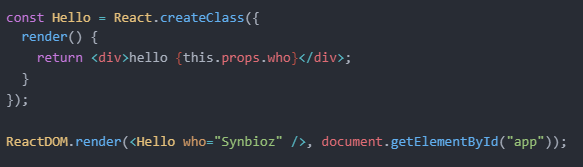 const Hello = React.createClass({
  render() {
    return <div>hello {this.props.who}</div>;
  }
});

ReactDOM.render(<Hello who="Synbioz" />, document.getElementById("app"));